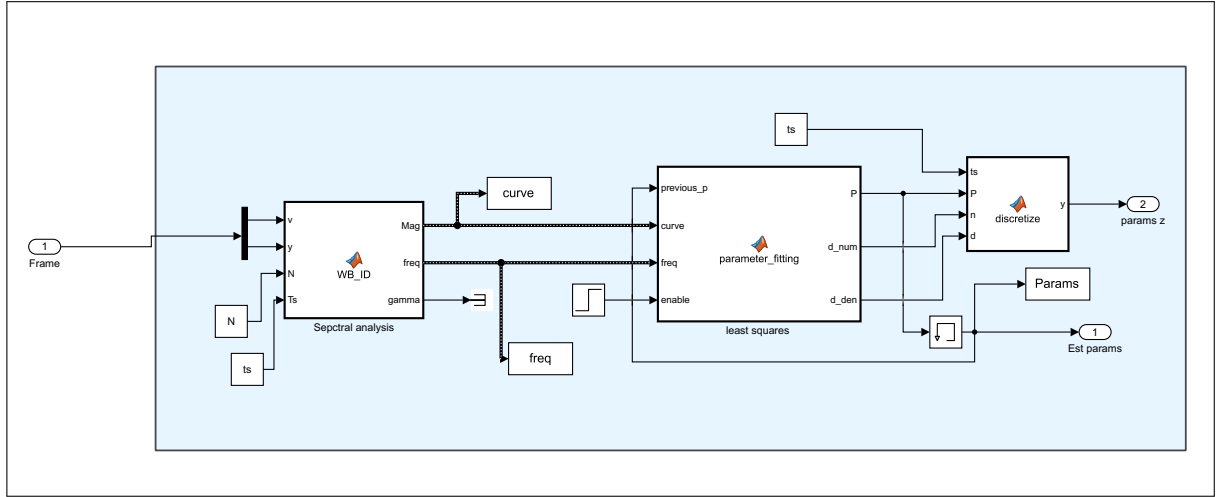 1
Frame
v
y
N
Ts
WB_ID
Mag
freq
gamma
Sepctral analysis
N
ts
curve
freq
previous_p
curve
freq
enable
parameter_fitting
P
d_num
d_den
least squares
ts
ts
P
n
d
discretize
y
2
params z
Params
1
Est params